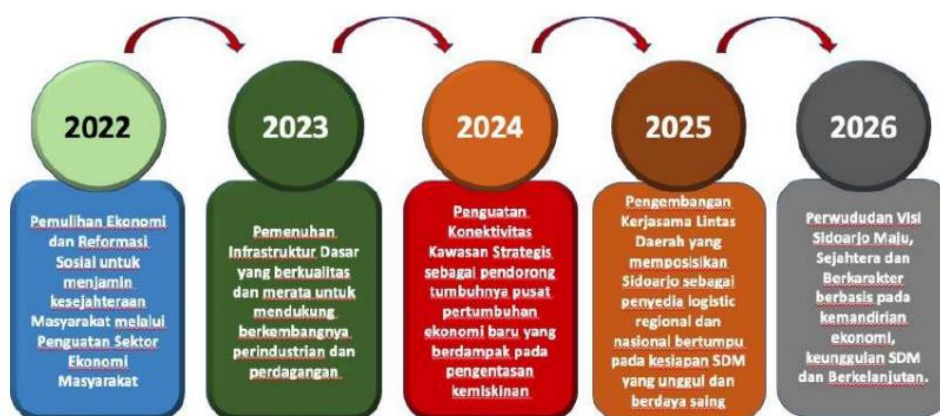 2022
2023
2024
2025
2026
Pemulihan Ekonomi
dan Reformasi
Sosial untuk
menjamin
kesejahteraan
Masyarakat melalui
Penguatan Sektor
Ekonomi
Masyarakat
Pemenuhan
Infrastruktur Dasar
yang berkualitas
dan merata untuk
mendukung
berkembangnya
perindustrian dan
perdagangan
Penguatan
Konektivitas
Kawasan Strategis
sebagai pendorong
tumbuhnya pusat
pertumbuhan
ekonomi baru yang
berdampak pada
pengentasan
kemiskinan
Pengembangan
Kerjasama Lintas
Daerah yang
memposisikan
Sidoarjo sebagai
penyedia logistic
regional dan
nasional bertumpu
pada kesiapan SDM
yang unggul dan
berdaya saing
Perwududan Visi
Sidoarjo Maju,
Sejahtera dan
Berkarakter
berbasis pada
kemandirian
ekonomi,
keunggulan SDM
dan Berkelanjutan.